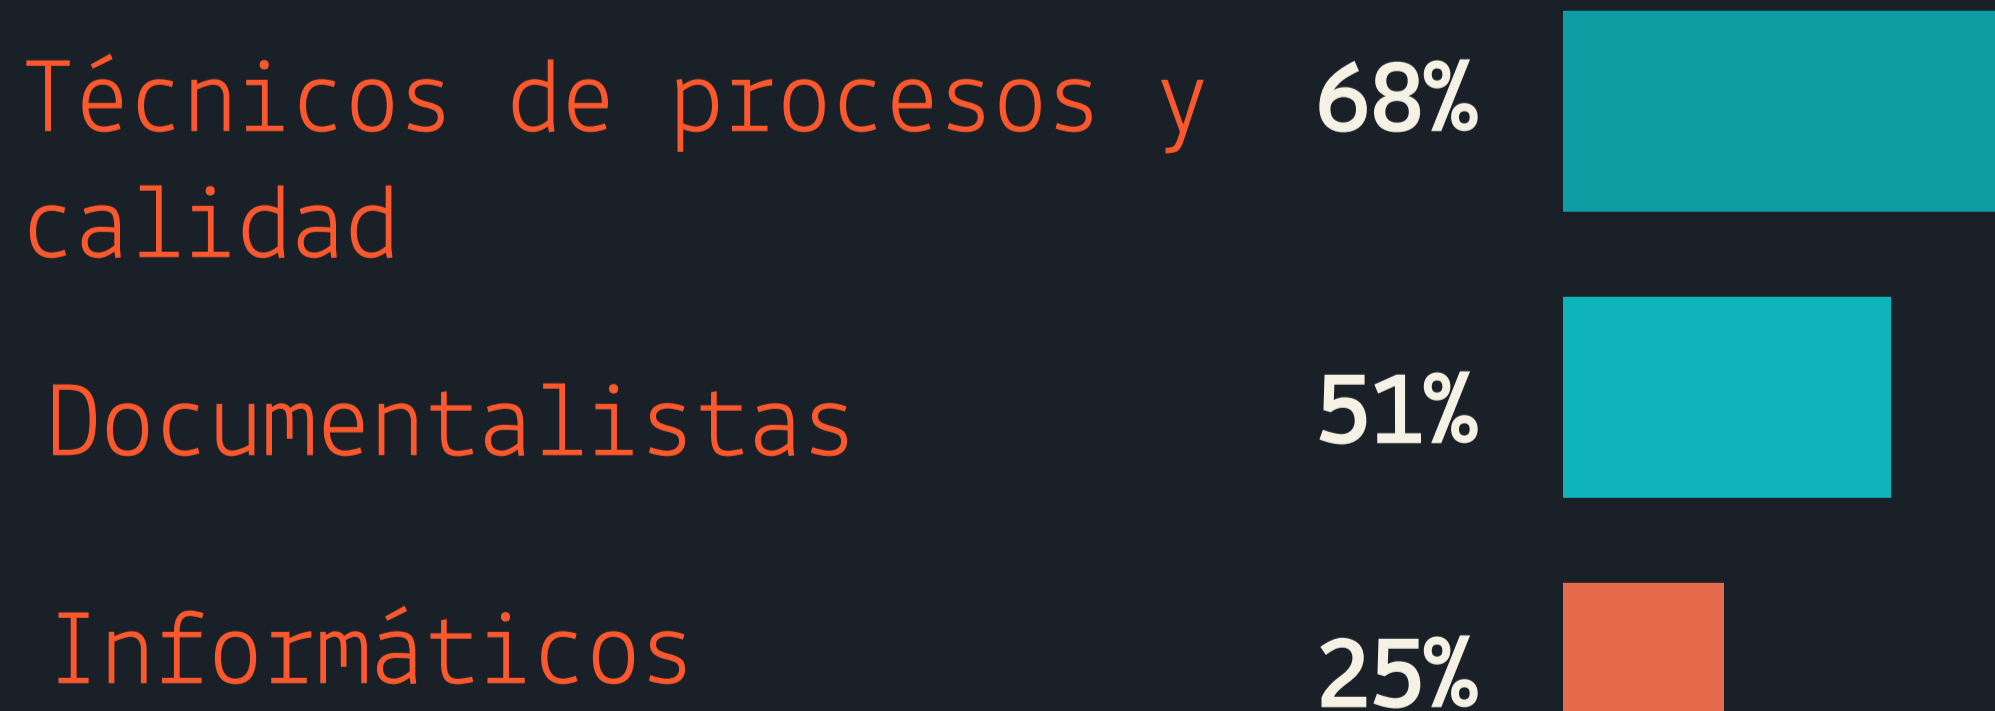 Técnicos de procesos y 68%
calidad
Documentalistas 51%
Informáticos 25%